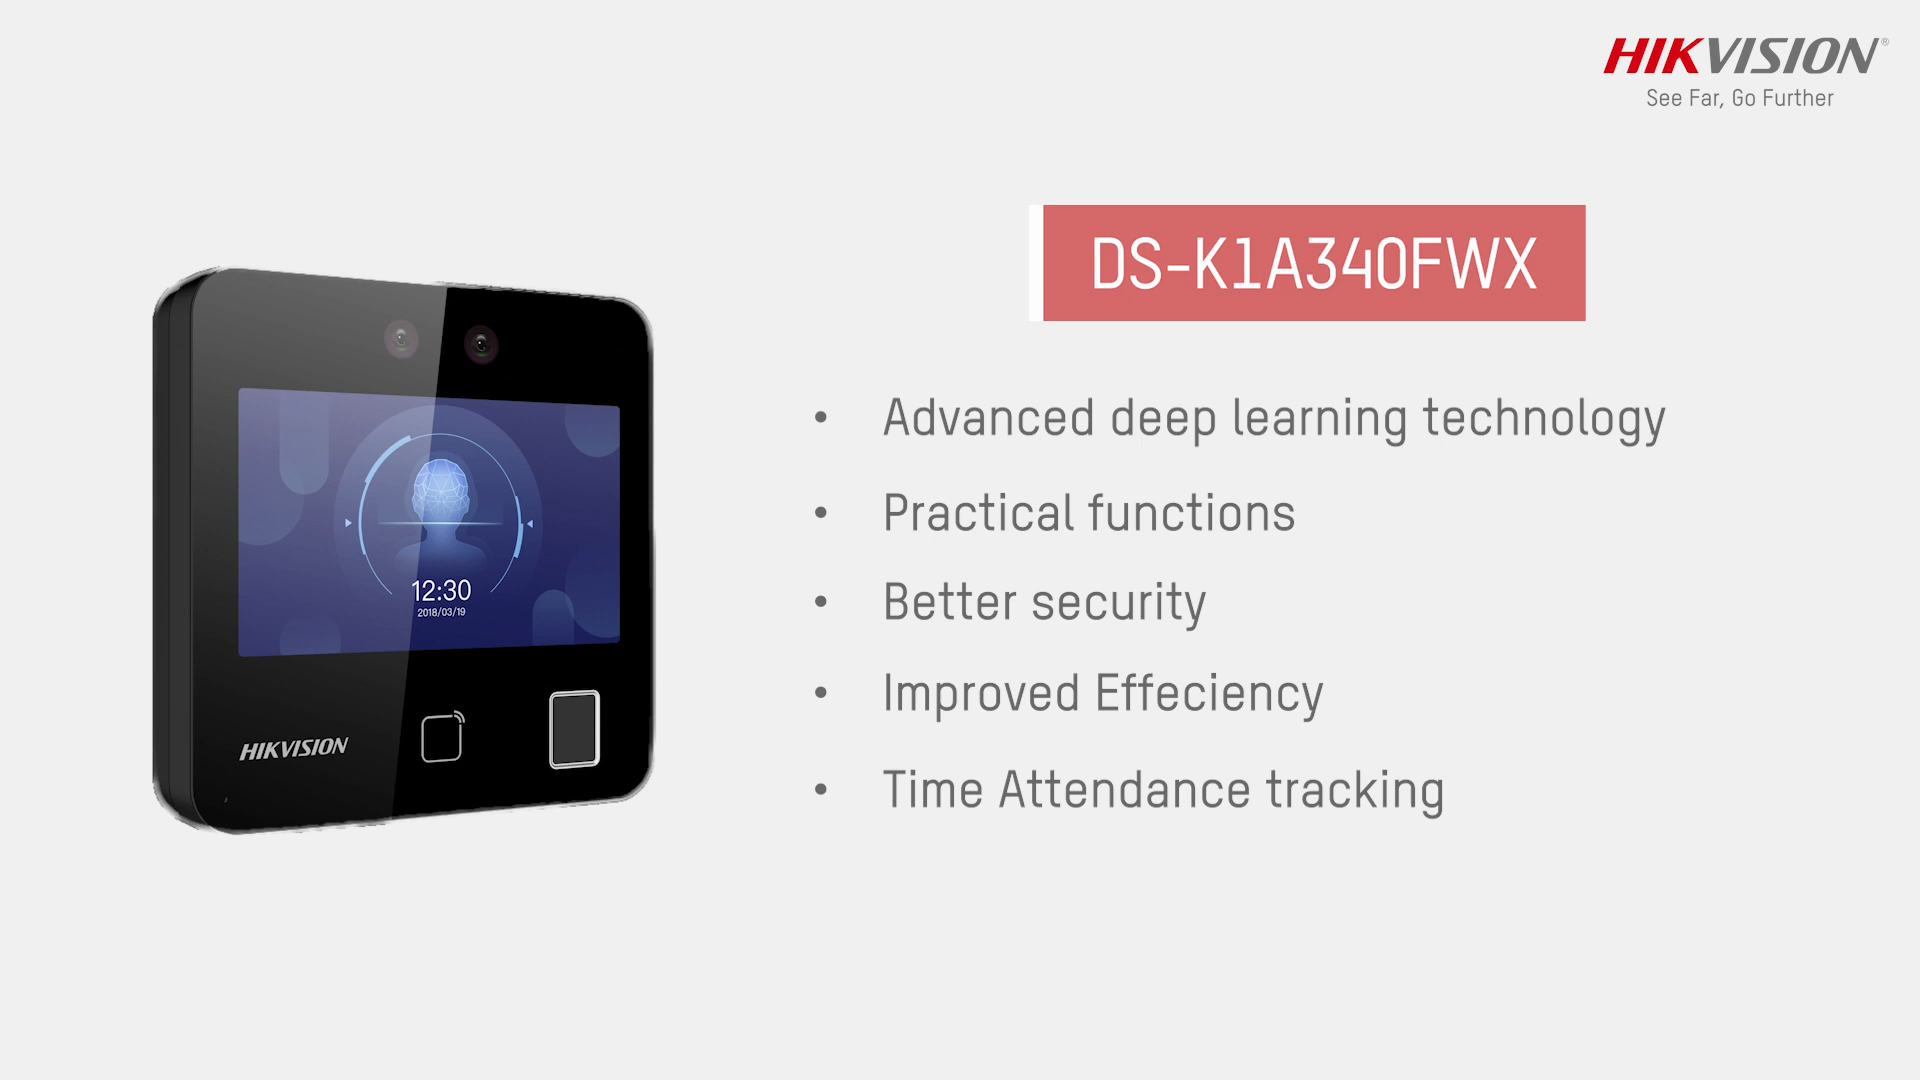 HIKVISION®
See Far, Go Further
DS-K1A340FWX
• Advanced deep learning technology
• Practical functions
• Better security
• Improved Effeciency
• Time Attendance tracking
12:30
2018/03/19
HIKVISION